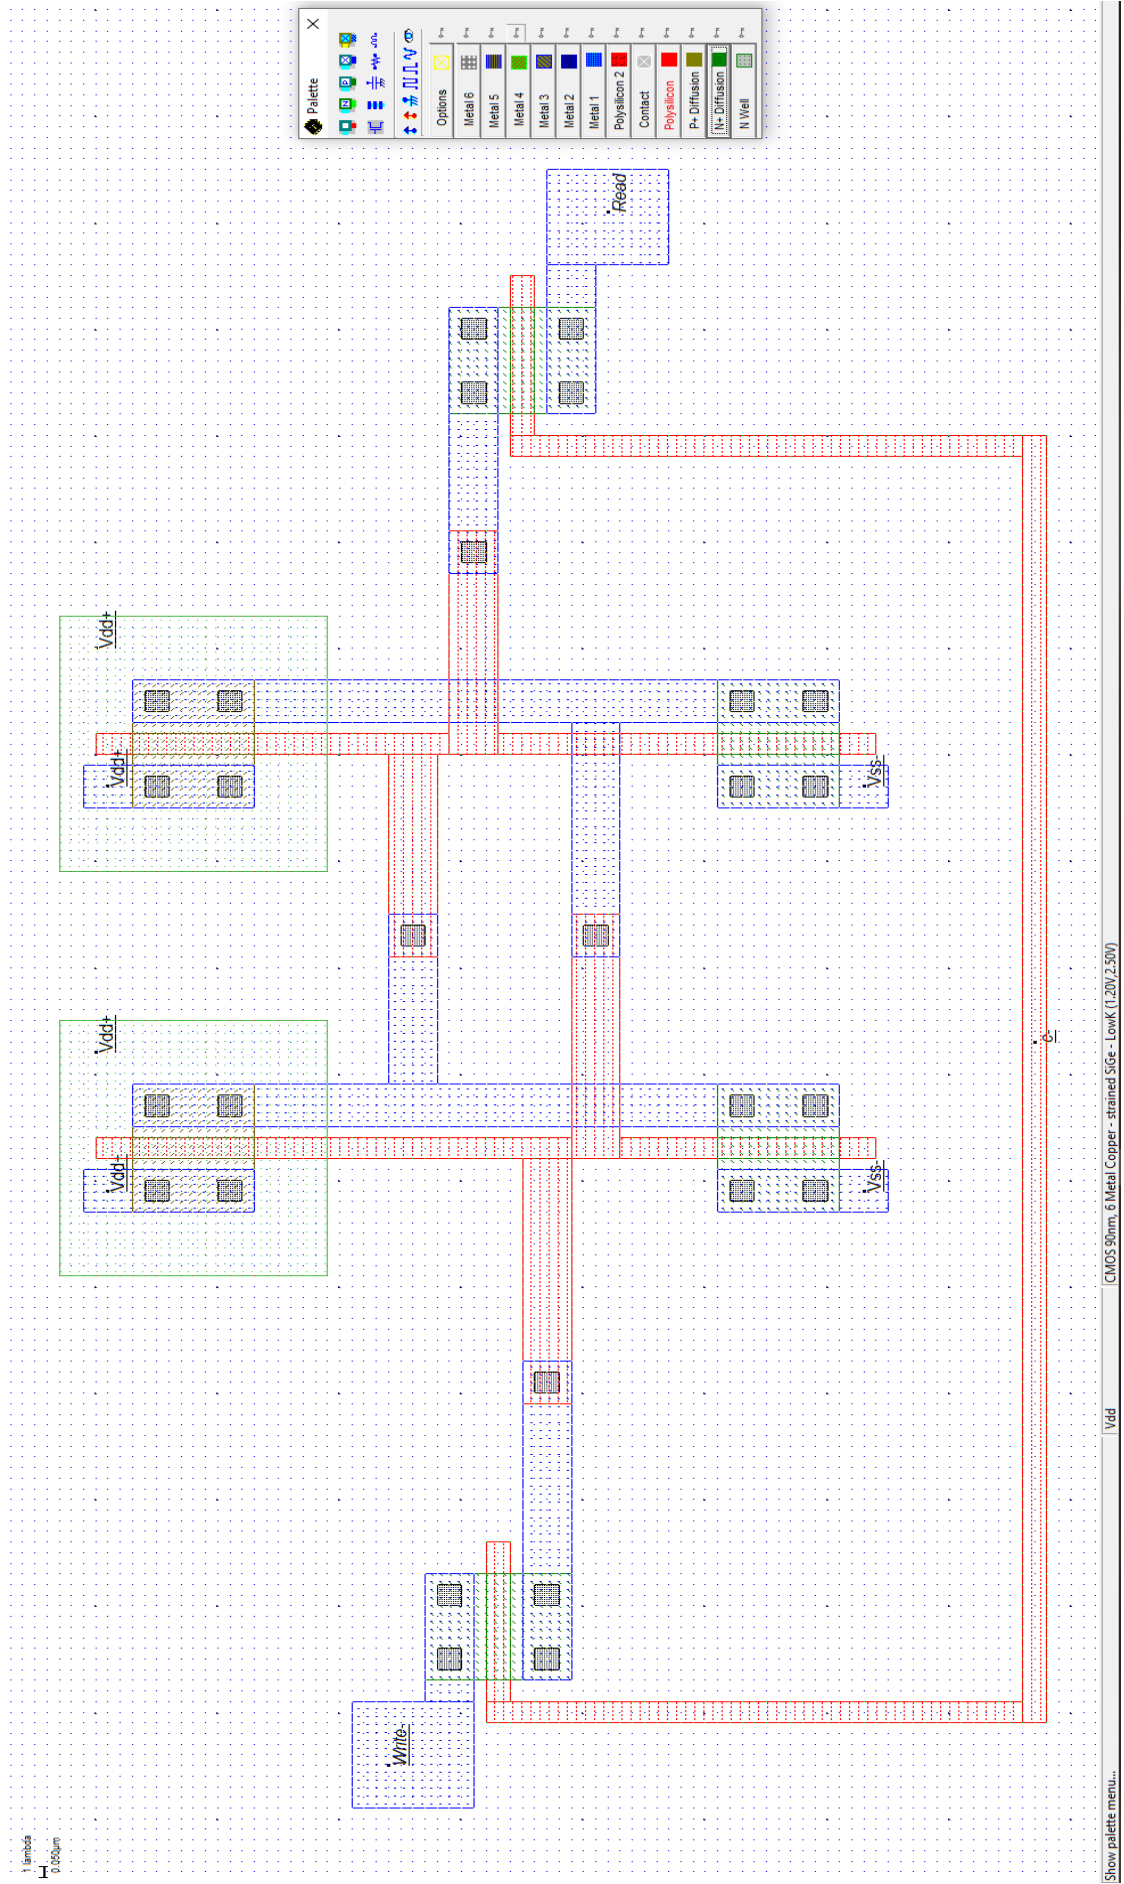 Palette
Options
Metal 6
Metal 5
Metal 4
Metal 3
Metal 2
Metal 1
Polysilicon 2
Contact
Polysilicon
P+ Diffusion
N+ Diffusion
N Well
Read
Vdd+
Vdd+
Vss-
Vdd+
Vss-
Write
1 lambda
0.050µm
Show palette menu...
Vdd
CMOS 90nm, 6 Metal Copper - strained SiGe - LowK (1.20V,2.50V)